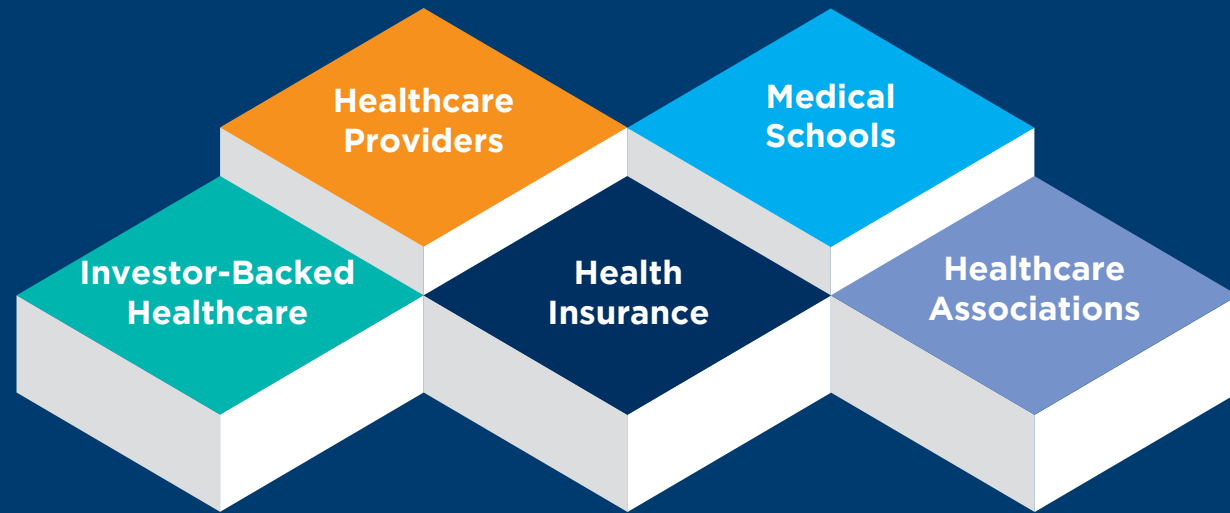 Healthcare
Providers
Medical
Schools
Investor-Backed
Healthcare
Health
Insurance
Healthcare
Associations